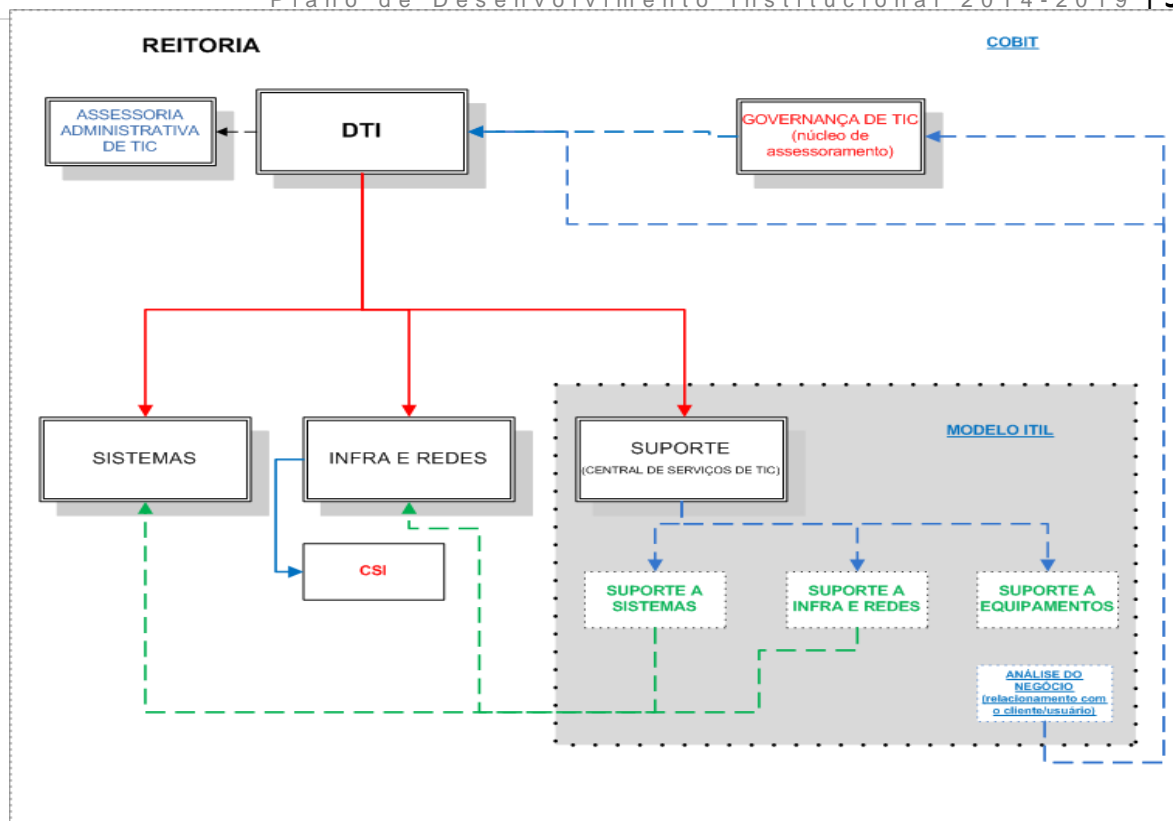 Plano de Desenvolvimento Institucional 2014-2019 |
REITORIA
COBIT
ASSESSORIA
ADMINISTRATIVA
DE TIC
DTI
GOVERNANÇA DE TIC
(núcleo de
assessoramento)
SISTEMAS
INFRA E REDES
SUPORTE
(CENTRAL DE SERVIÇOS DE TIC)
MODELO ITIL
CSI
SUPORTE A
SISTEMAS
SUPORTE A
INFRA E REDES
SUPORTE A
EQUIPAMENTOS
ANÁLISE DO
NEGÓCIO
(relacionamento com
o cliente/usuário)